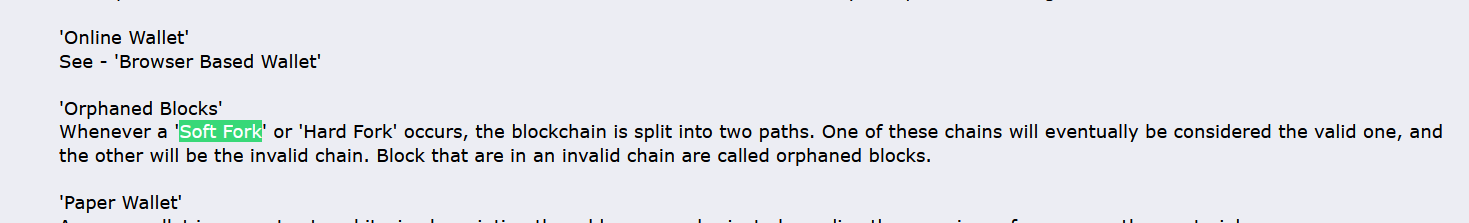 'Online Wallet'
See - 'Browser Based Wallet'
'Orphaned Blocks'
Whenever a 'Soft Fork' or 'Hard Fork' occurs, the blockchain is split into two paths. One of these chains will eventually be considered the valid one, and
the other will be the invalid chain. Block that are in an invalid chain are called orphaned blocks.
'Paper Wallet'